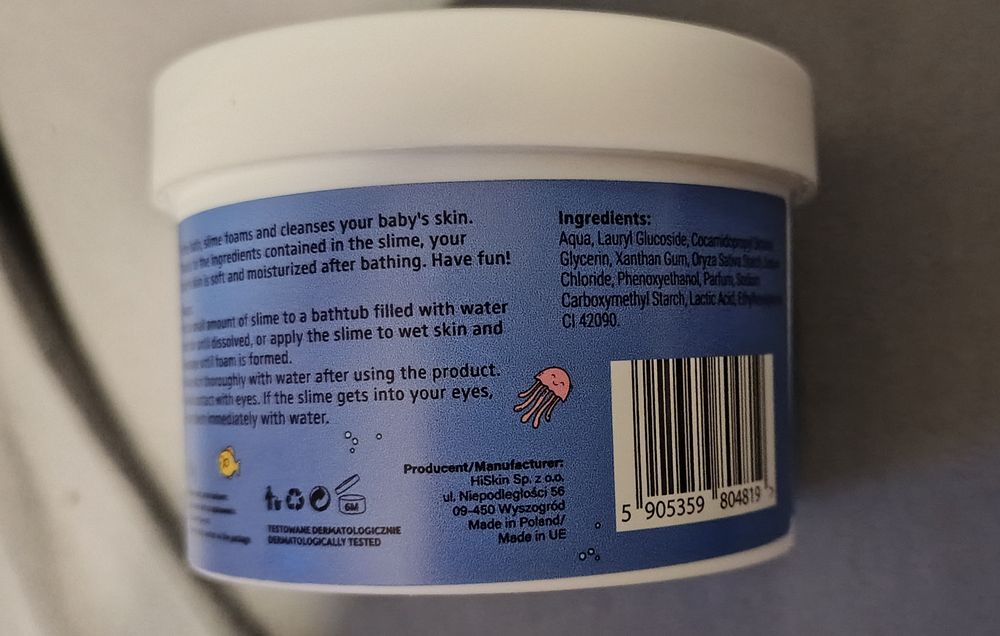 slime foams and cleanses your baby's skin.
ingredients contained in the slime, your
is soft and moisturized after bathing. Have fun!
amount of slime to a bathtub filled with water
until dissolved, or apply the slime to wet skin and
until foam is formed.
thoroughly with water after using the product.
contact with eyes. If the slime gets into your eyes,
immediately with water.
6M
TESTOWANE DERMATOLOGICZNIE
DERMATOLOGICALLY TESTED
Producent/Manufacturer:
HiSkin Sp. z o.o.
ul. Niepodległości 56
09-450 Wyszogród
Made in Poland/
Made in UE
Ingredients:
Aqua, Lauryl Glucoside, Cocamidopropyl
Glycerin, Xanthan Gum, Oryza Sativa Starch,
Chloride, Phenoxyethanol, Parfum, Sodium
Carboxymethyl Starch, Lactic Acid,
CI 42090.
5 905359 804819 >